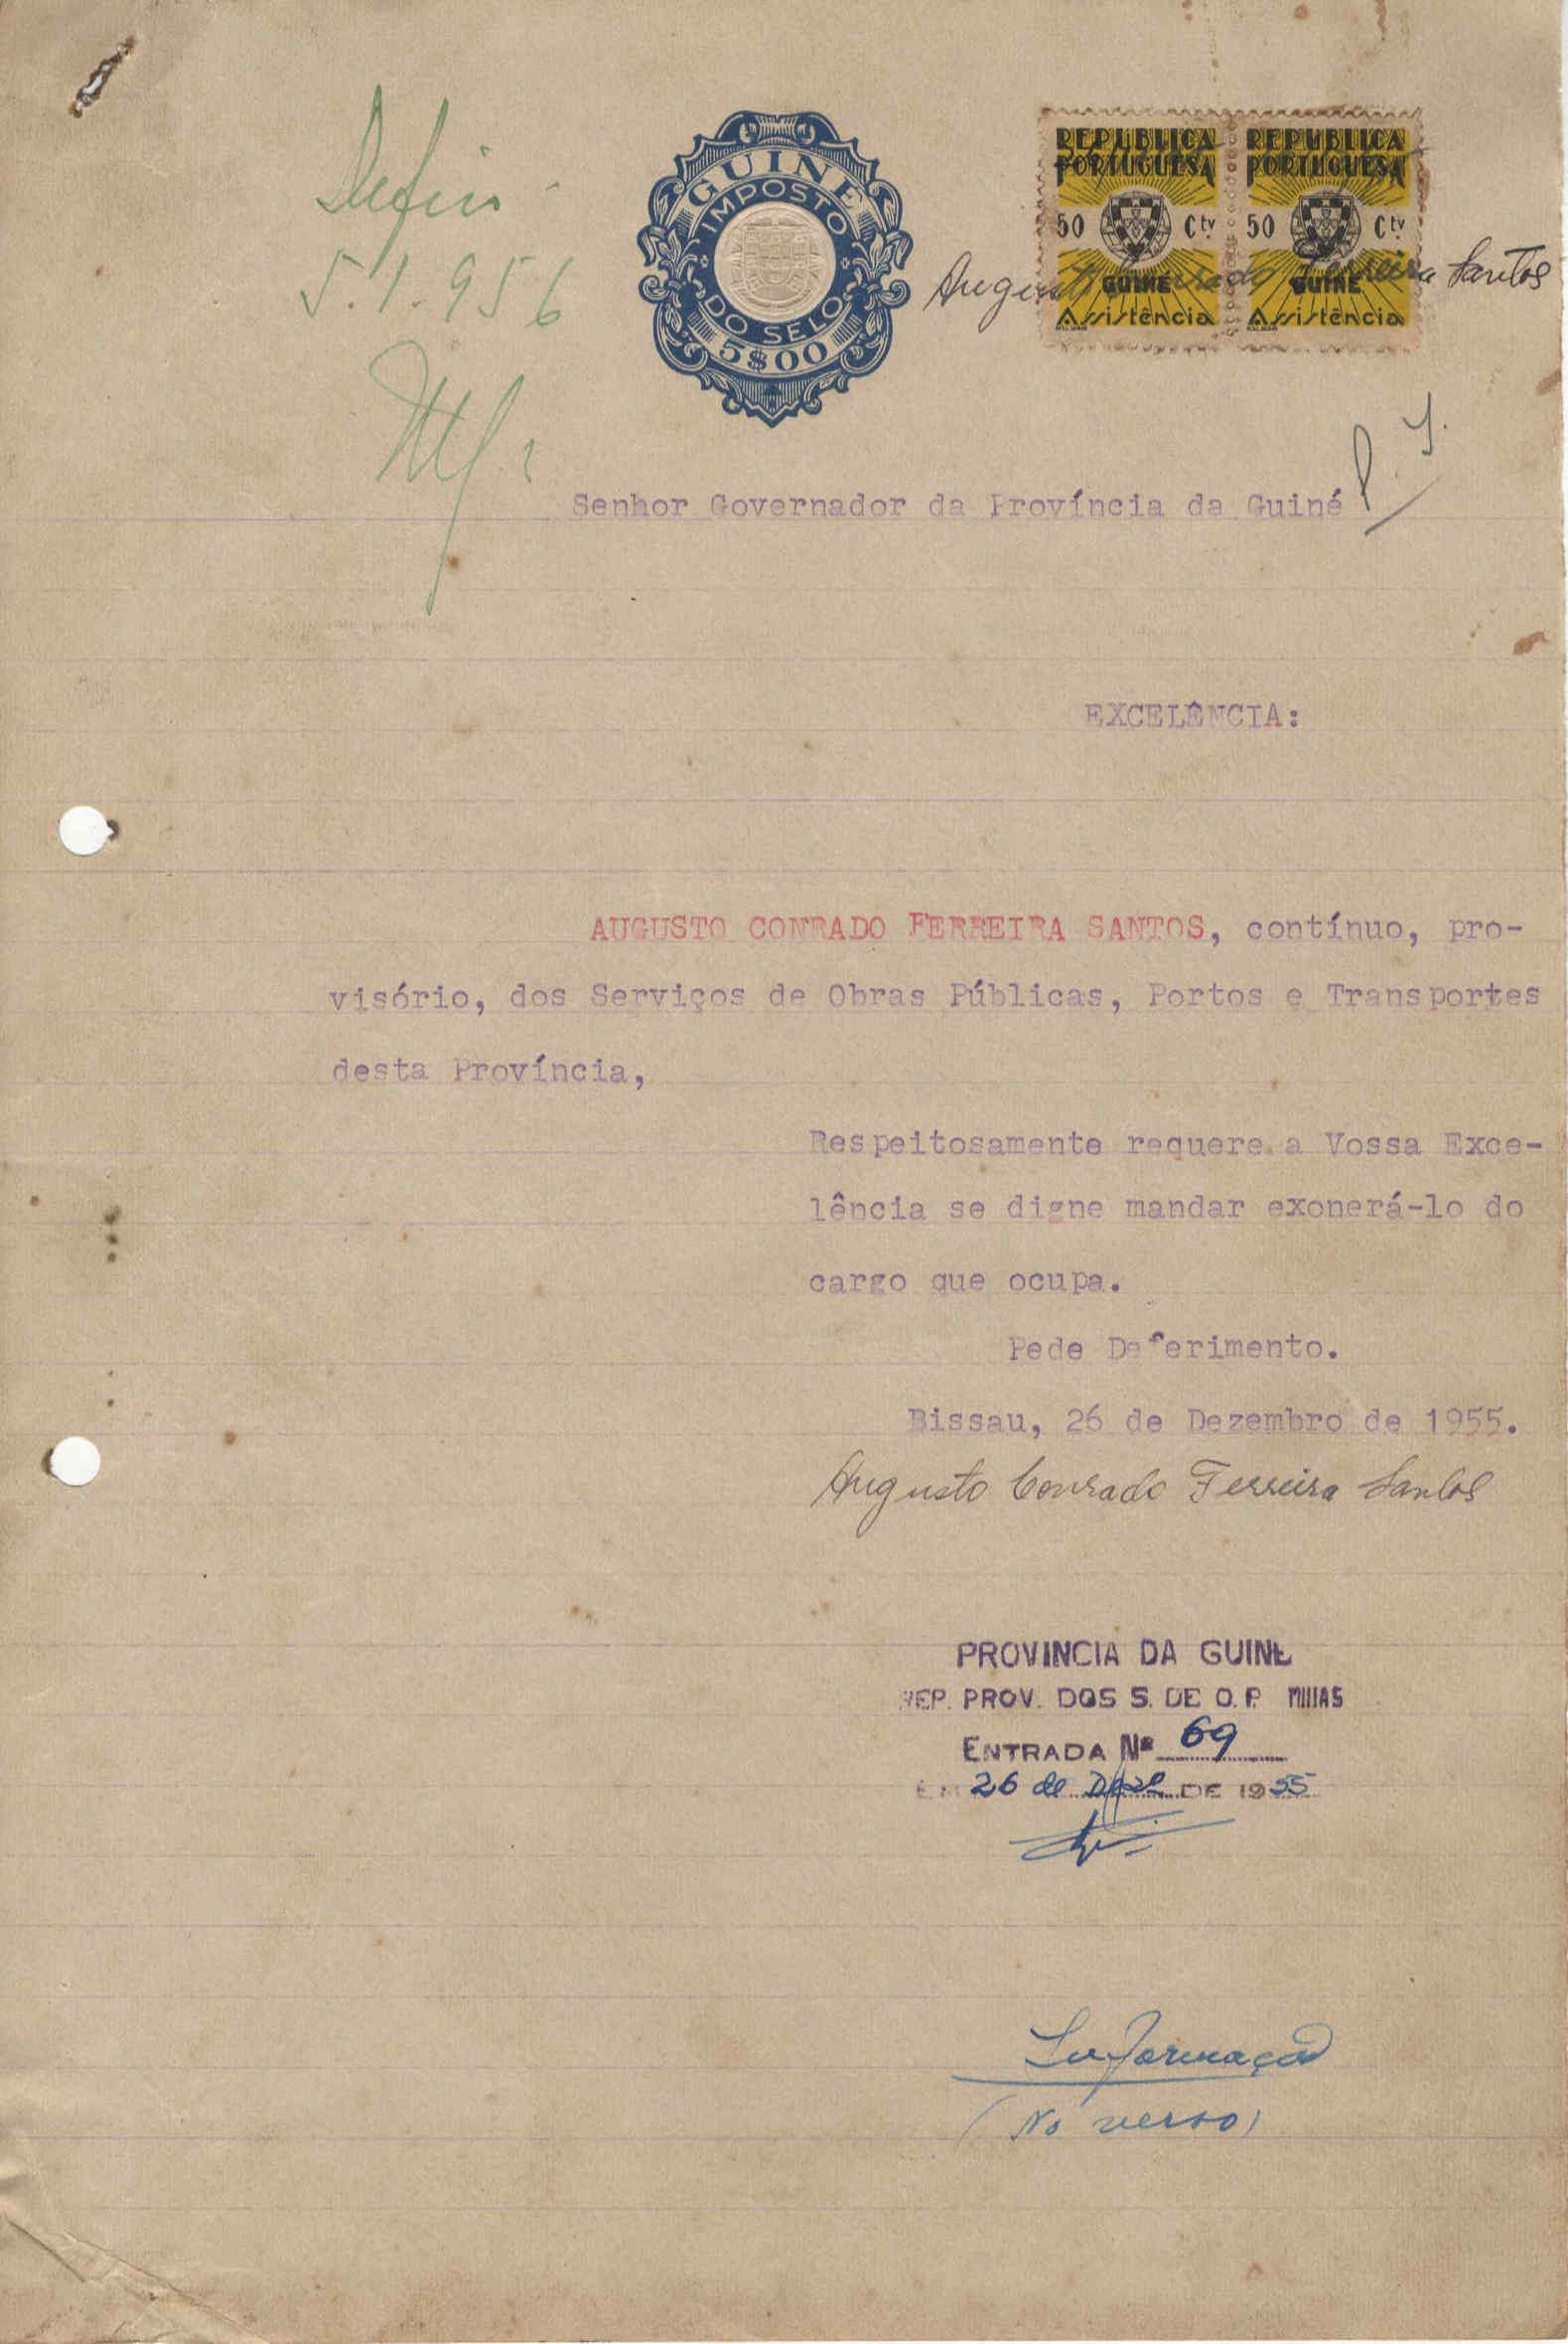 Defiro
5.1.956
GUINÉ
IMPOSTO
DO SELO
5$00
REPUBLICA PORTUGUESA
50 Ctv
GUINÉ
Assistência
REPUBLICA PORTUGUESA
50 Ctv
GUINÉ
Assistência
Augusto Conrado Ferreira Santos
Senhor Governador da Província da Guiné
EXCELÊNCIA:
AUGUSTO CONRADO FERREIRA SANTOS, contínuo, pro-
visório, dos Serviços de Obras Públicas, Portos e Transportes
desta Província,
Respeitosamente requere a Vossa Exce-
lência se digne mandar exonerá-lo do
cargo que ocupa.
Pede Deferimento.
Bissau, 26 de Dezembro de 1955.
Augusto Conrado Ferreira Santos
PROVINCIA DA GUINÉ
REP. PROV. DOS S. DE O. P. MINAS
ENTRADA Nº 69
EM 26 de Dezº DE 1955
Informação
(No verso)